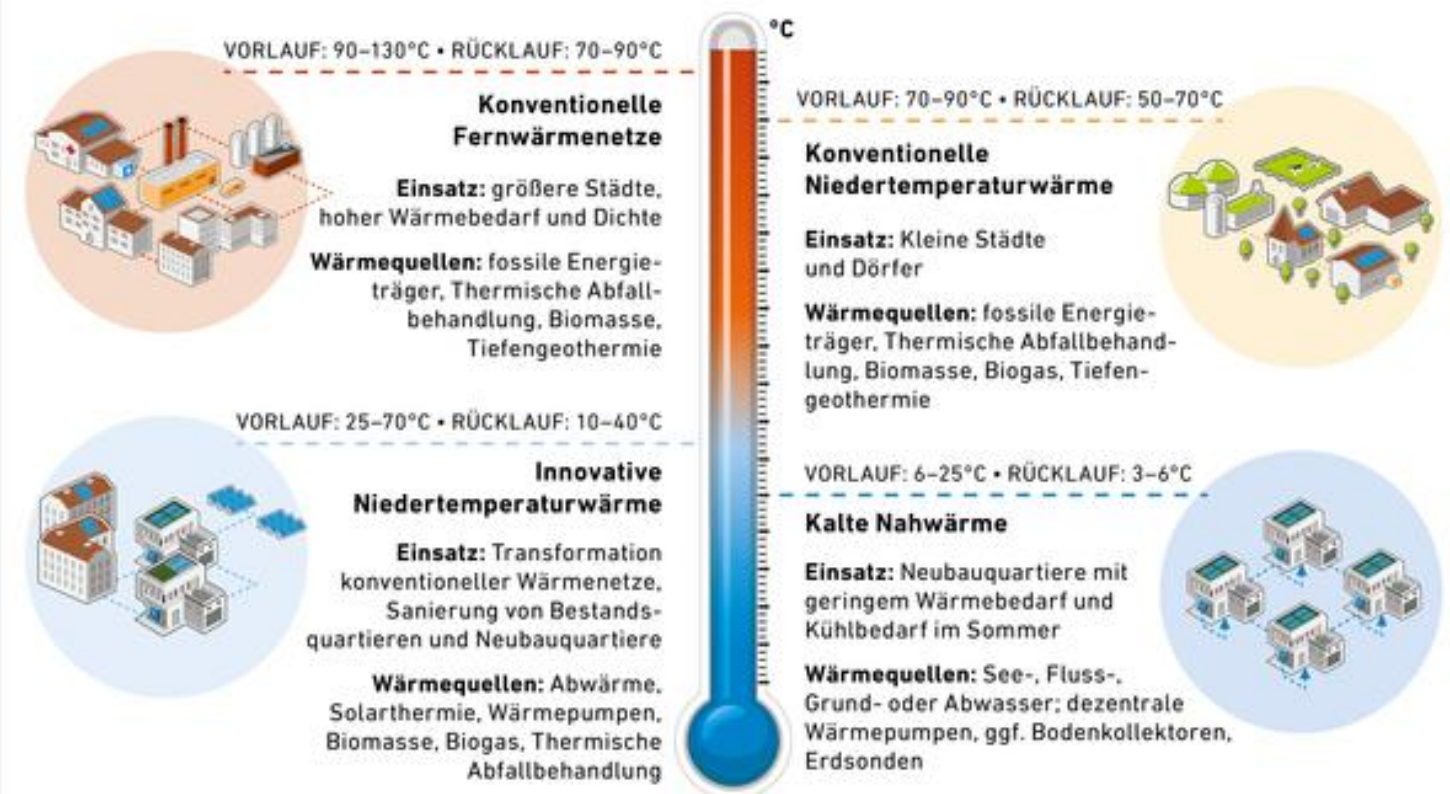 °C
VORLAUF: 90–130°C • RÜCKLAUF: 70–90°C
Konventionelle
Fernwärmenetze
Einsatz: größere Städte,
hoher Wärmebedarf und Dichte
Wärmequellen: fossile Energie-
träger, Thermische Abfall-
behandlung, Biomasse,
Tiefengeothermie
VORLAUF: 70–90°C • RÜCKLAUF: 50–70°C
Konventionelle
Niedertemperaturwärme
Einsatz: Kleine Städte
und Dörfer
Wärmequellen: fossile Energie-
träger, Thermische Abfallbehand-
lung, Biomasse, Biogas, Tiefen-
geothermie
VORLAUF: 25–70°C • RÜCKLAUF: 10–40°C
Innovative
Niedertemperaturwärme
Einsatz: Transformation
konventioneller Wärmenetze,
Sanierung von Bestands-
quartieren und Neubauquartiere
Wärmequellen: Abwärme,
Solarthermie, Wärmepumpen,
Biomasse, Biogas, Thermische
Abfallbehandlung
VORLAUF: 6–25°C • RÜCKLAUF: 3–6°C
Kalte Nahwärme
Einsatz: Neubauquartiere mit
geringem Wärmebedarf und
Kühlbedarf im Sommer
Wärmequellen: See-, Fluss-,
Grund- oder Abwasser; dezentrale
Wärmepumpen, ggf. Bodenkollektoren,
Erdsonden